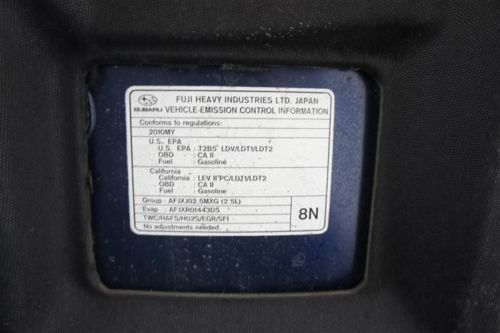 FUJI HEAVY INDUSTRIES LTD. JAPAN
SUBARU VEHICLE EMISSION CONTROL INFORMATION
Conforms to regulations:
2010MY
U.S. EPA
U.S. EPA : T2B5 LDV/LDT1/LDT2
OBD : CA II
Fuel : Gasoline
California
California : LEV II PC/LDT1/LDT2
OBD : CA II
Fuel : Gasoline
Group : AFJXJ02.5MXG (2.5L)
Evap : AFJXR01443DS
TWC/HAFS/HO2S/EGR/SFI
No adjustments needed.
8N